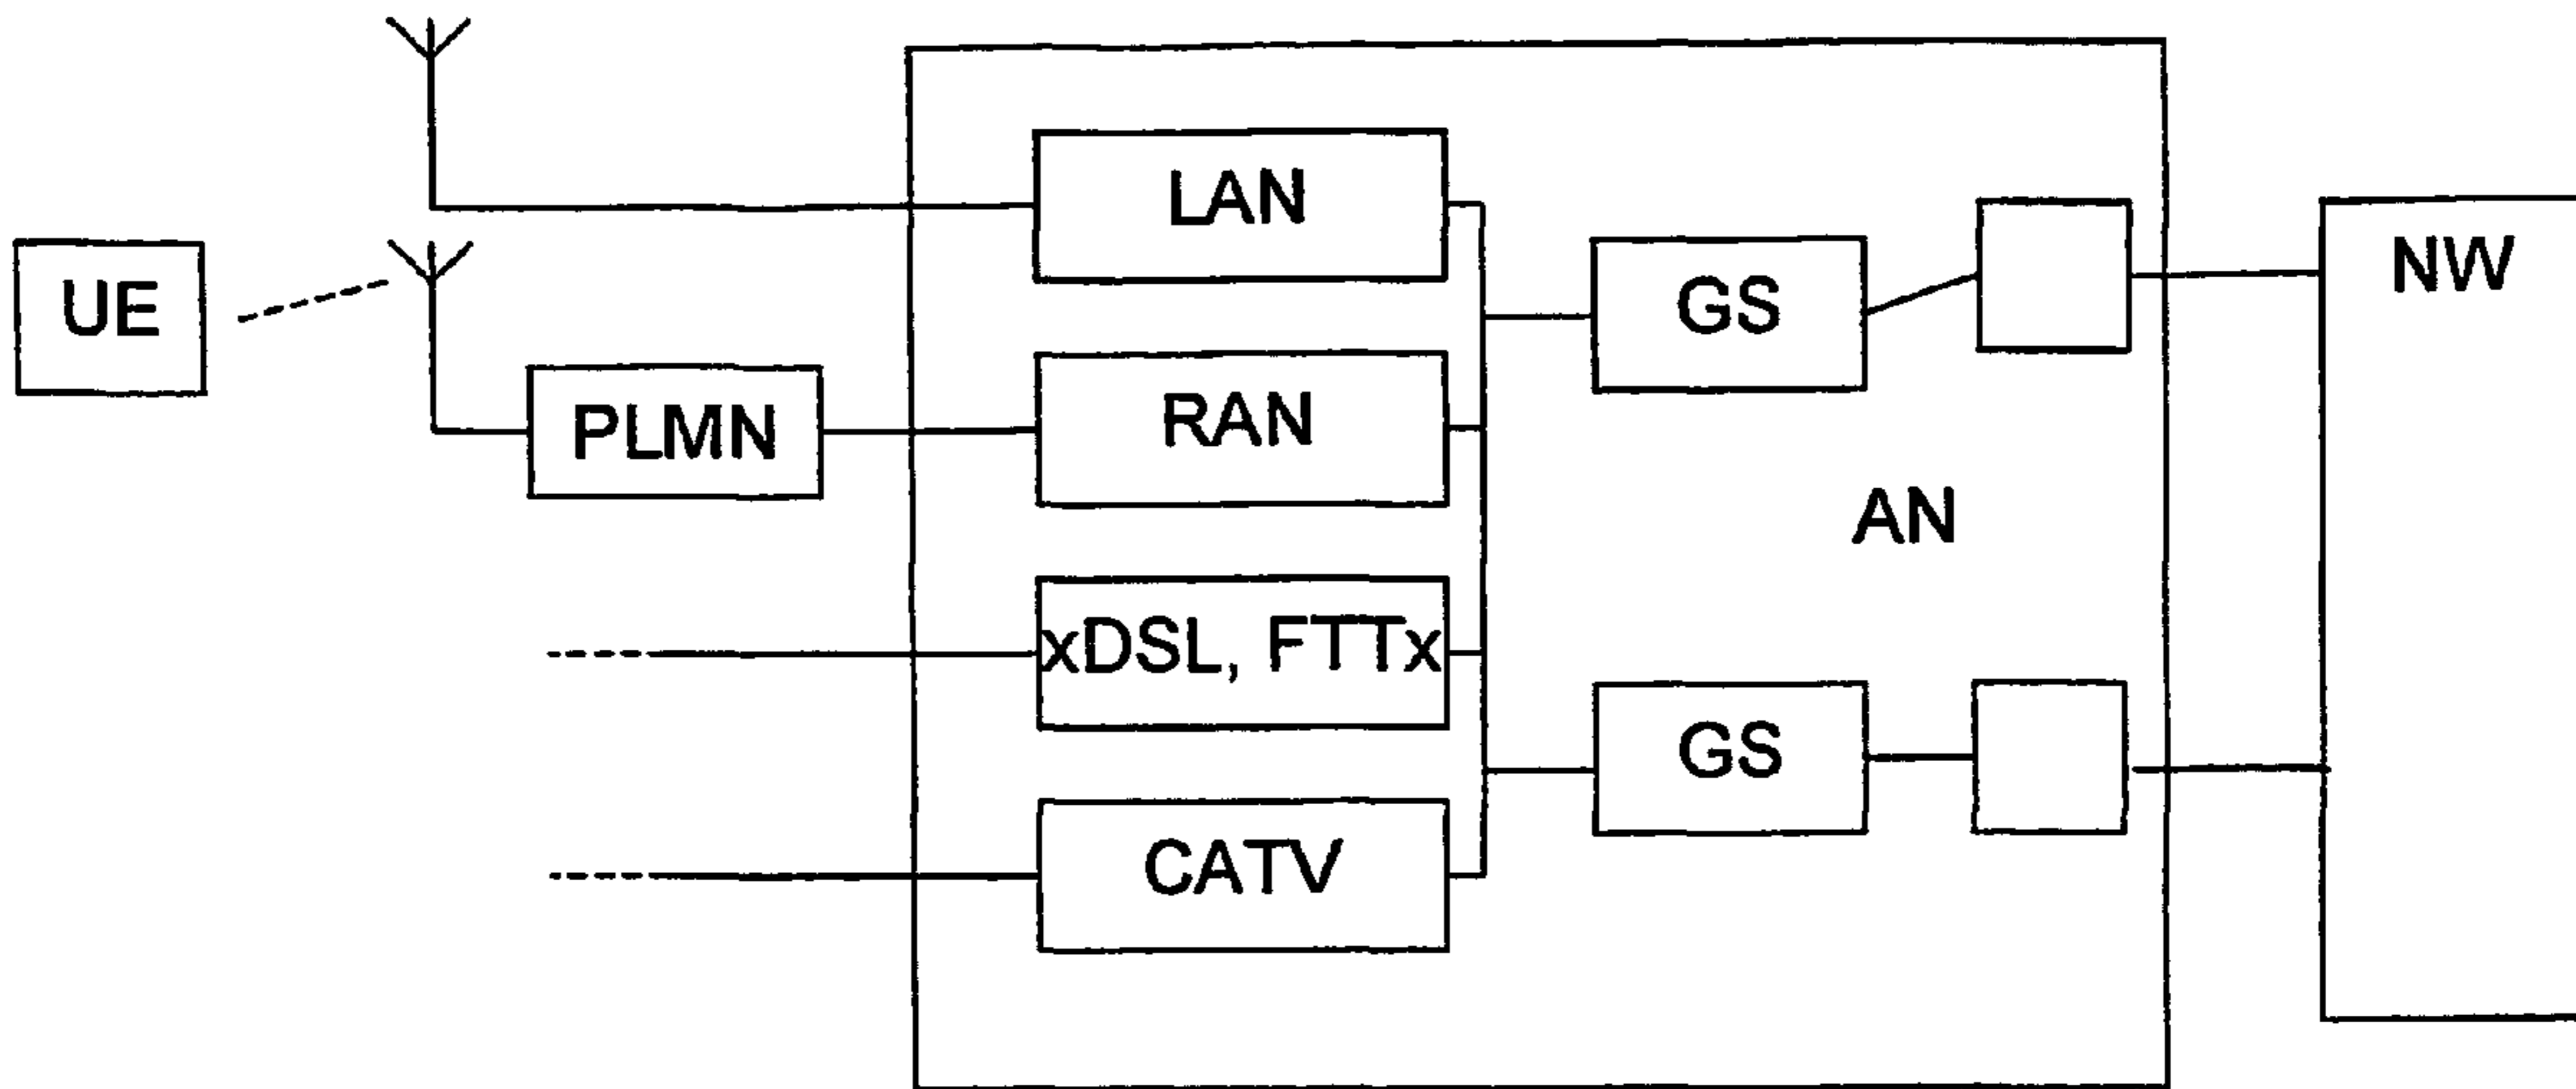 LAN
UE
GS
NW
PLMN
RAN
AN
xDSL, FTTx
GS
CATV